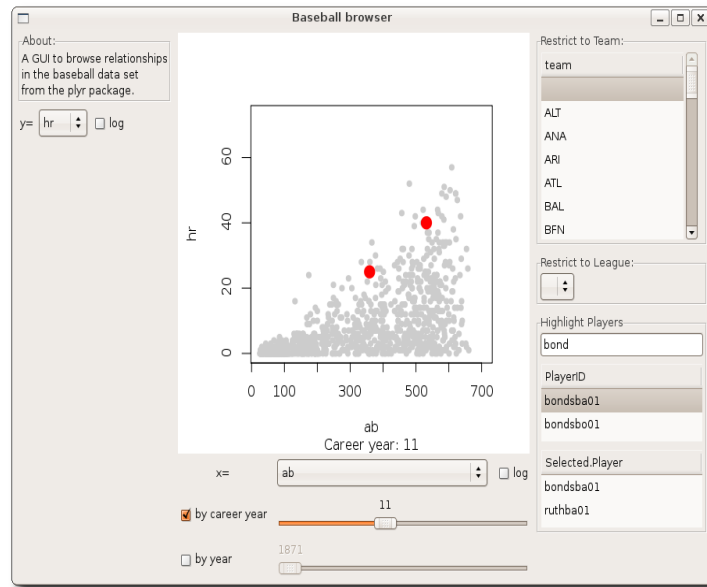 Baseball browser
About:
A GUI to browse relationships
in the baseball data set
from the plyr package.
y= hr log
hr
60
40
20
0
0 100 300 500 700
ab
Career year: 11
x= ab log
by career year 11
by year 1871
Restrict to Team:
team
ALT
ANA
ARI
ATL
BAL
BFN
Restrict to League:
Highlight Players
bond
PlayerID
bondsba01
bondsbo01
Selected.Player
bondsba01
ruthba01